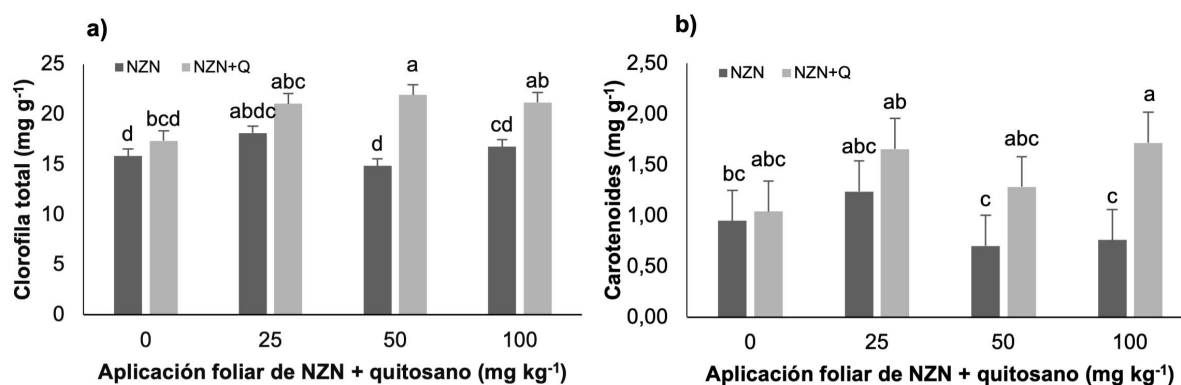 a)
NZN NZN+Q
Clorofila total (mg g⁻¹)
25
20
15
10
5
0
d bcd abdc abc d a cd ab
0 25 50 100
Aplicación foliar de NZN + quitosano (mg kg⁻¹)
b)
NZN NZN+Q
Carotenoides (mg g⁻¹)
2,50
2,00
1,50
1,00
0,50
0,00
bc abc abc ab c abc c a
0 25 50 100
Aplicación foliar de NZN + quitosano (mg kg⁻¹)